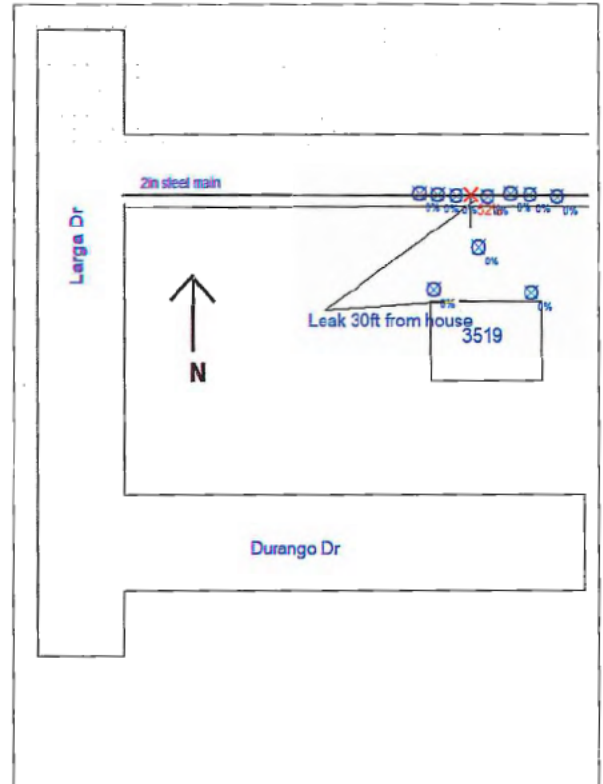 2in steel main
0% 0% 0% 0% 0% 0%
0%
Larga Dr
0% 0%
Leak 30ft from house
3519
N
Durango Dr